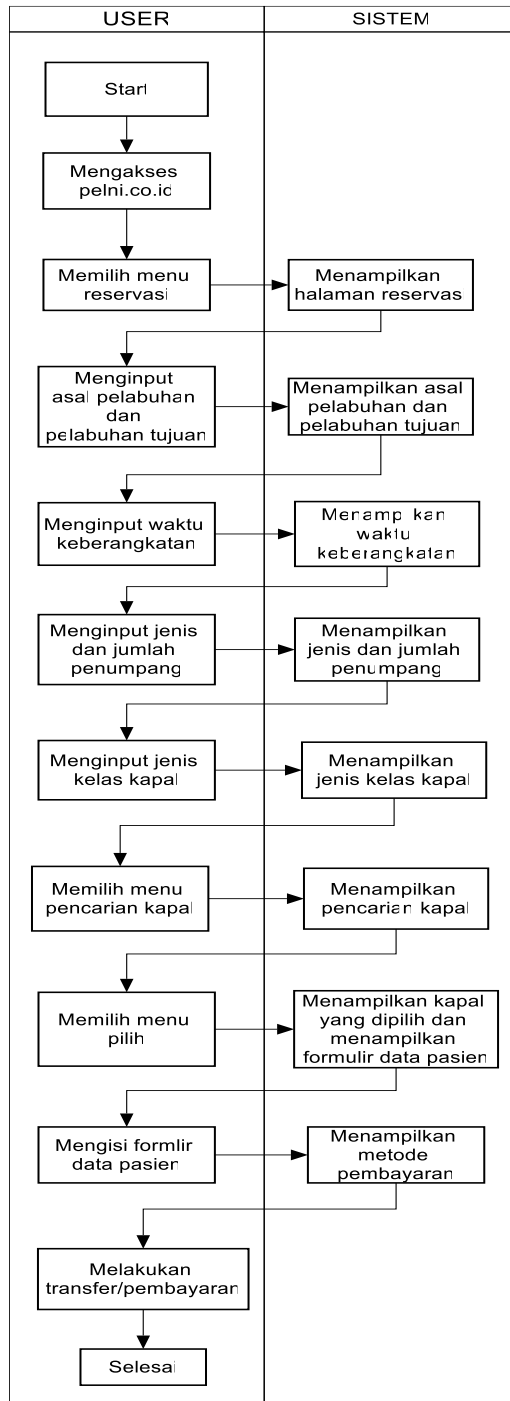 USER
SISTEM
Start
Mengakses
pelni.co.id
Memilih menu
reservasi
Menampilkan
halaman reservas
Menginput
asal pelabuhan
dan
pelabuhan tujuan
Menampilkan asal
pelabuhan dan
pelabuhan tujuan
Menginput waktu
keberangkatan
Menamp kan
waktu
keberangkatan
Menginput jenis
dan jumlah
penumpang
Menampilkan
jenis dan jumlah
penumpang
Menginput jenis
kelas kapal
Menampilkan
jenis kelas kapal
Memilih menu
pencarian kapal
Menampilkan
pencarian kapal
Memilih menu
pilih
Menampilkan kapal
yang dipilih dan
menampilkan
formulir data pasien
Mengisi formlir
data pasien
Menampilkan
metode
pembayaran
Melakukan
transfer/pembayaran
Selesai